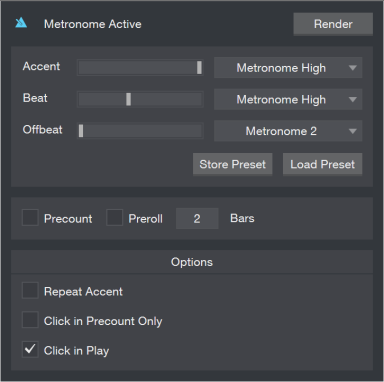 Metronome Active Render
Accent Metronome High
Beat Metronome High
Offbeat Metronome 2
Store Preset Load Preset
Precount Preroll 2 Bars
Options
Repeat Accent
Click in Precount Only
Click in Play